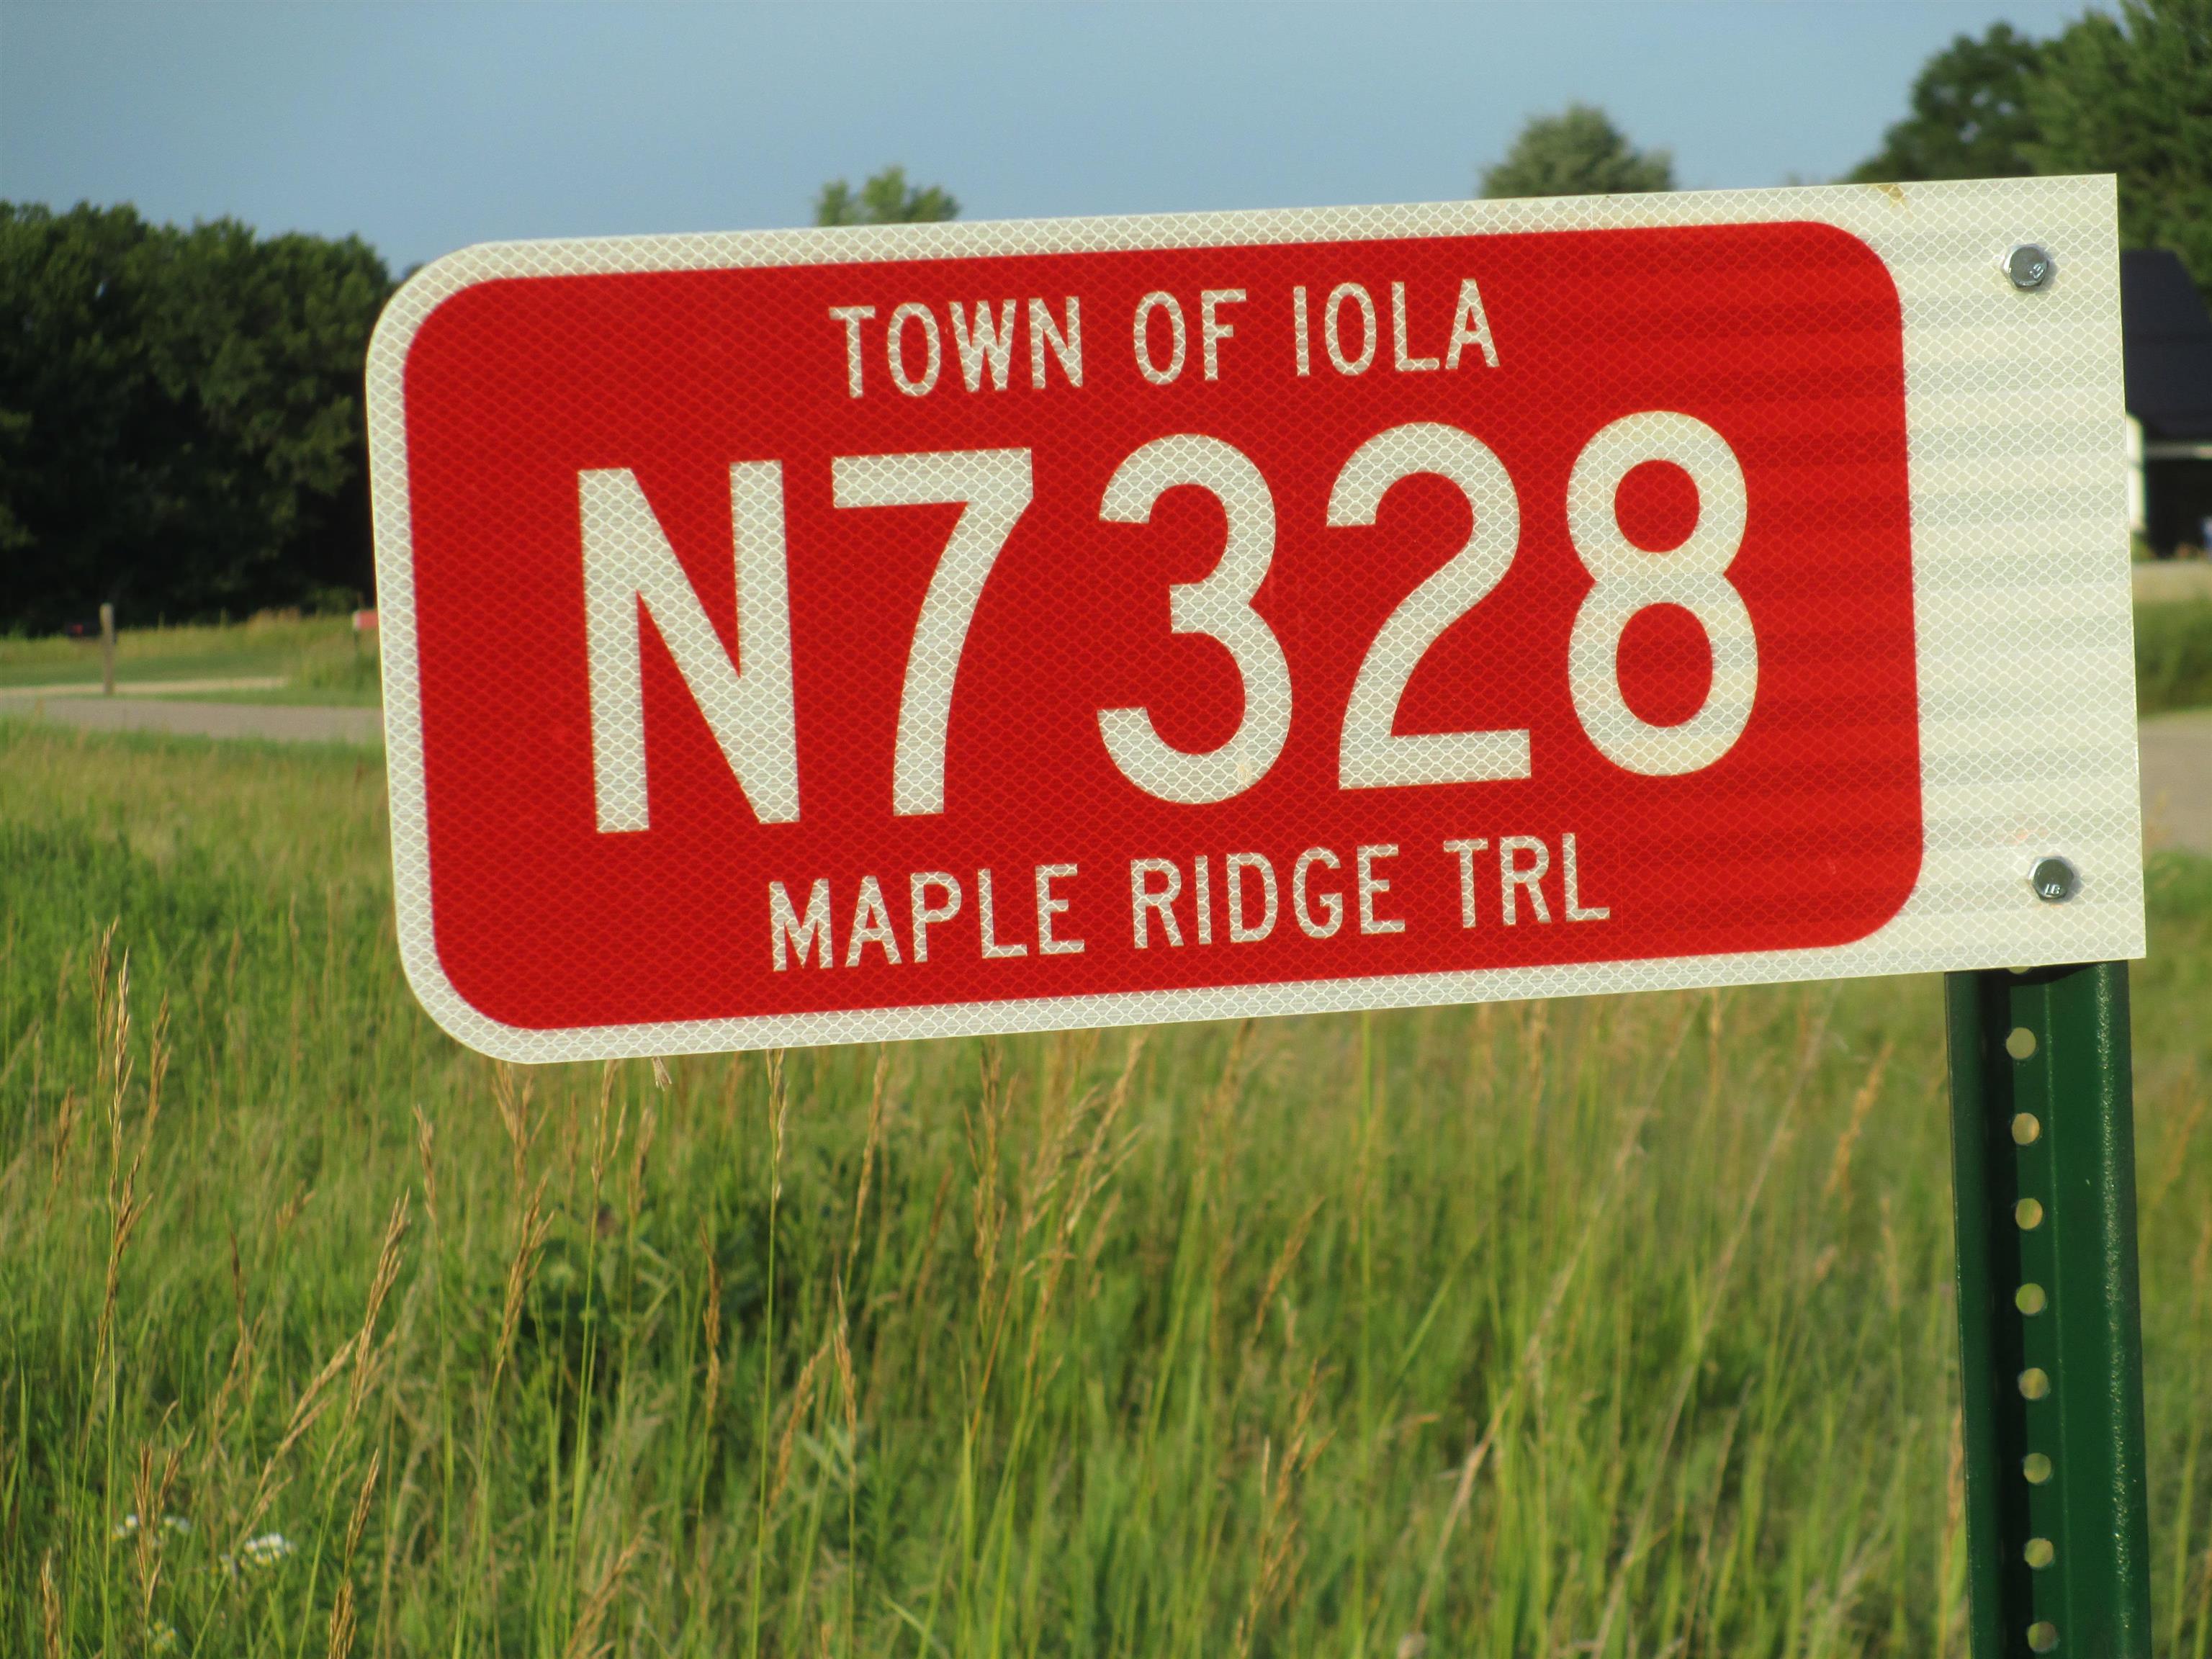 TOWN OF IOLA
N7328
MAPLE RIDGE TRL